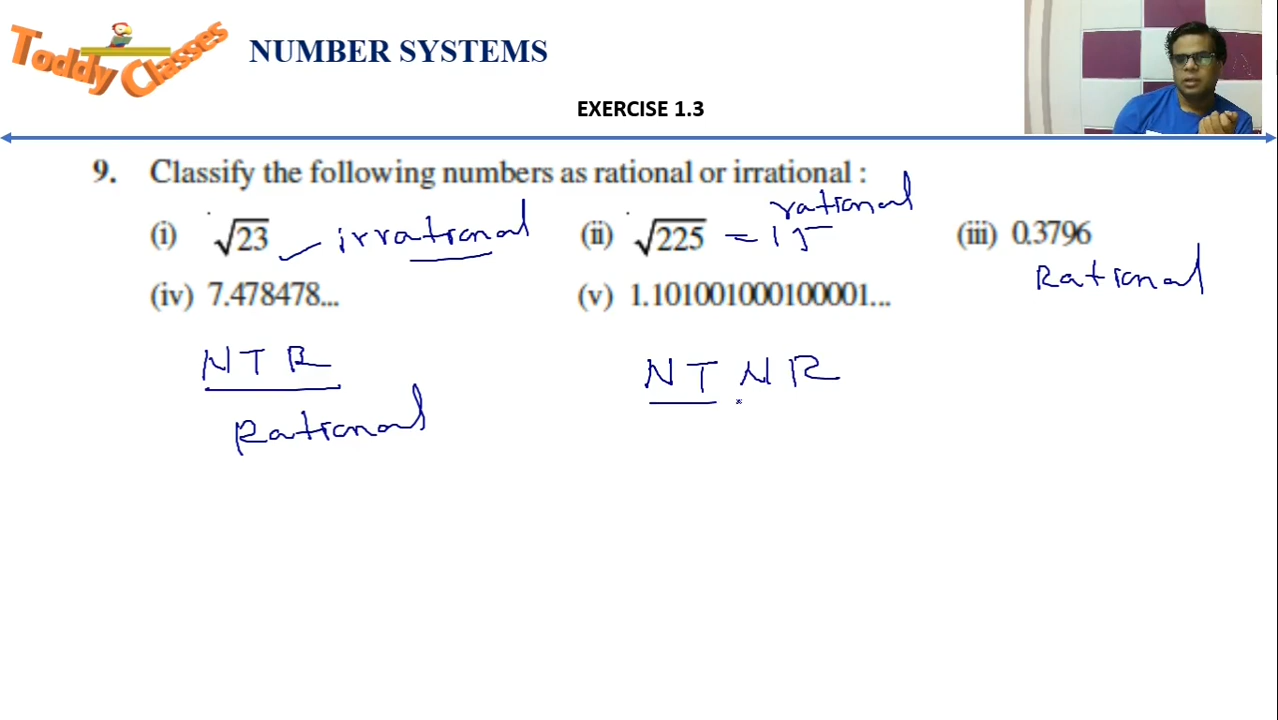 Toddy Classes
NUMBER SYSTEMS
EXERCISE 1.3
9. Classify the following numbers as rational or irrational :
(i) √23 irrational (ii) √225 = 15 rational (iii) 0.3796
Rational
(iv) 7.478478... (v) 1.101001000100001...
NTR NTNR
Rational